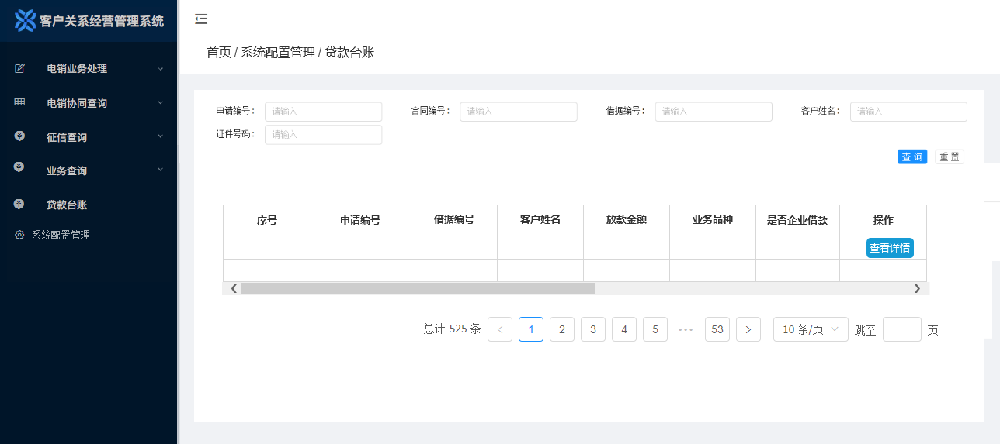 客户关系经营管理系统
电销业务处理
电销协同查询
征信查询
业务查询
贷款台账
系统配置管理
首页 / 系统配置管理 / 贷款台账
申请编号： 请输入 合同编号： 请输入 借据编号： 请输入 客户姓名： 请输入
证件号码： 请输入
查 询 重 置
序号 申请编号 借据编号 客户姓名 放款金额 业务品种 是否企业借款 操作
查看详情
总计 525 条 < 1 2 3 4 5 ••• 53 > 10 条/页 跳至 页